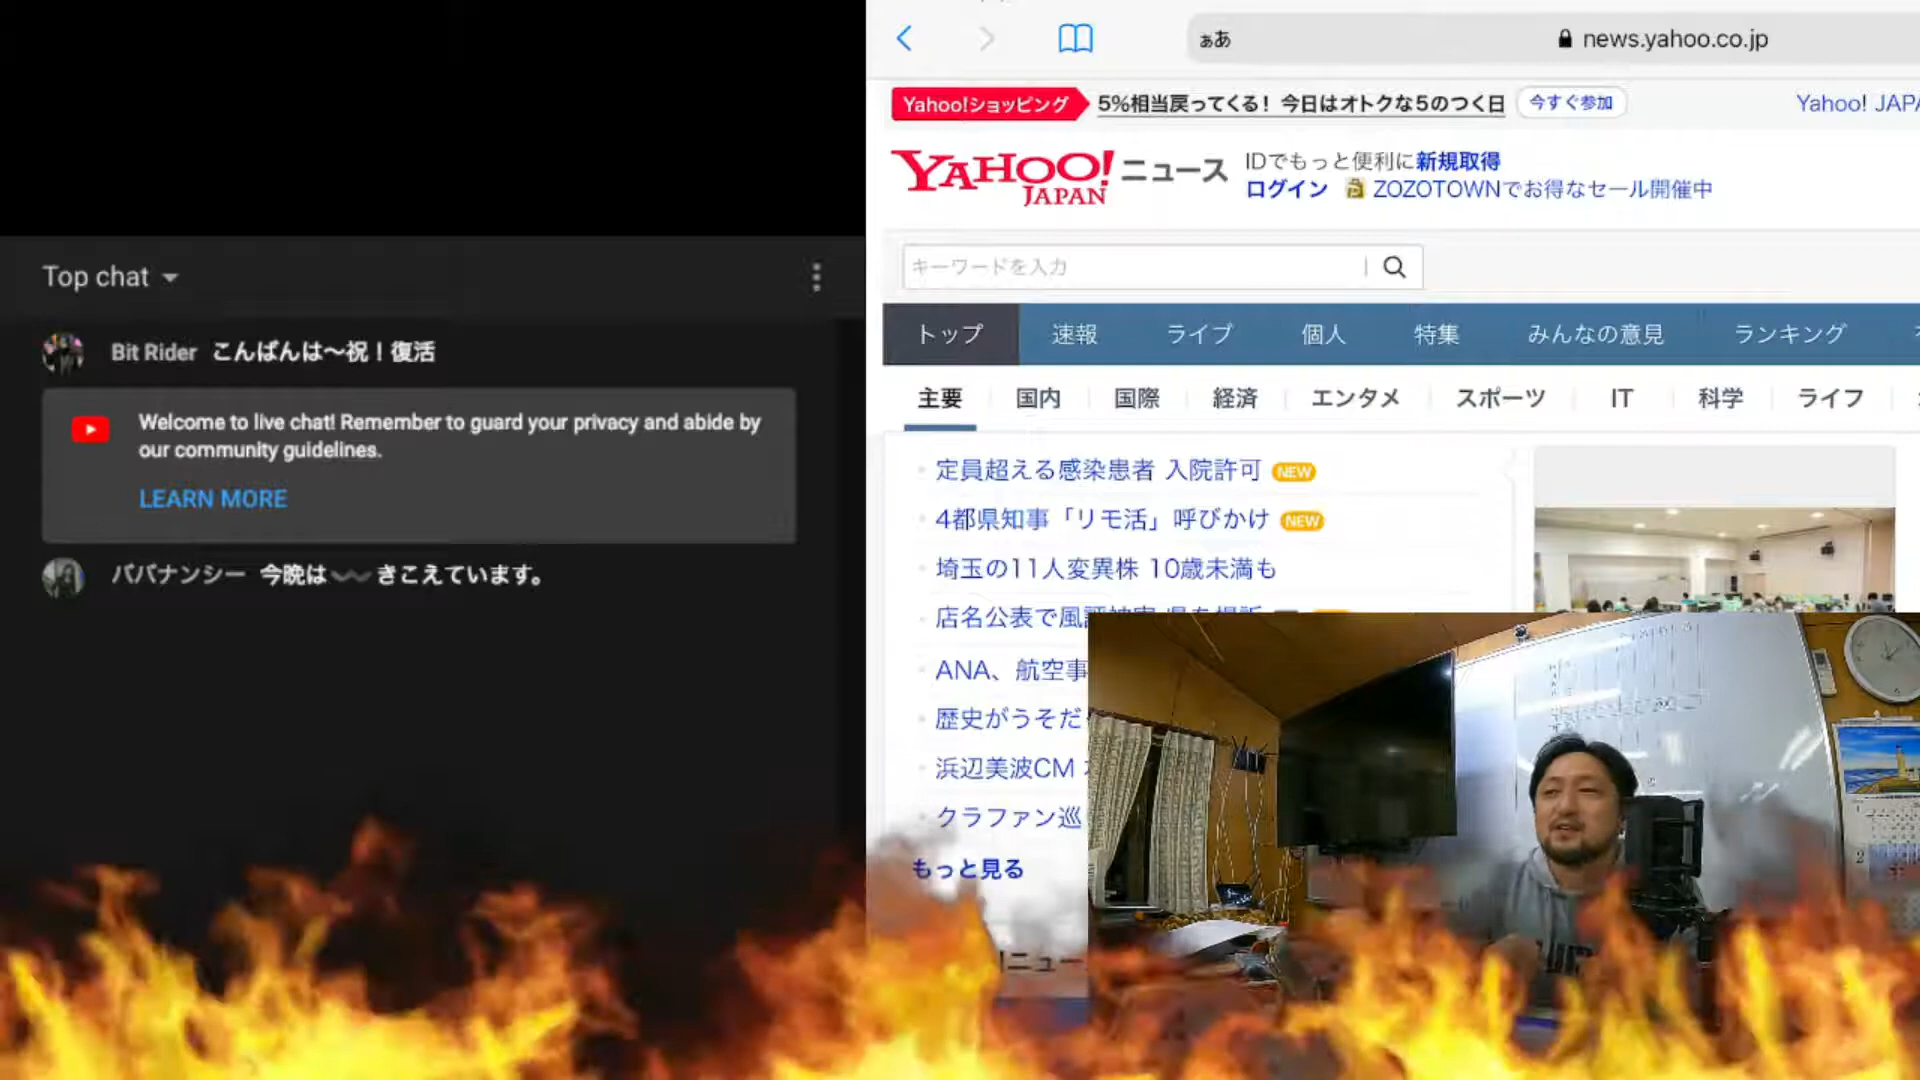 Top chat
Bit Rider こんばんは〜祝！復活
Welcome to live chat! Remember to guard your privacy and abide by
our community guidelines.
LEARN MORE
ババナンシー 今晩は〰きこえています。
ぁあ
news.yahoo.co.jp
Yahoo!ショッピング 5%相当戻ってくる！今日はオトクな5のつく日 今すぐ参加
Yahoo! JAPA
YAHOO! JAPAN ニュース
IDでもっと便利に新規取得
ログイン ZOZOTOWNでお得なセール開催中
キーワードを入力
トップ 速報 ライブ 個人 特集 みんなの意見 ランキング
主要 国内 国際 経済 エンタメ スポーツ IT 科学 ライフ
定員超える感染患者 入院許可 NEW
4都県知事「リモ活」呼びかけ NEW
埼玉の11人変異株 10歳未満も
店名公表で風評被害 県を提訴
ANA、航空事
歴史がうそだ
浜辺美波CM
クラファン巡
もっと見る
ニュー